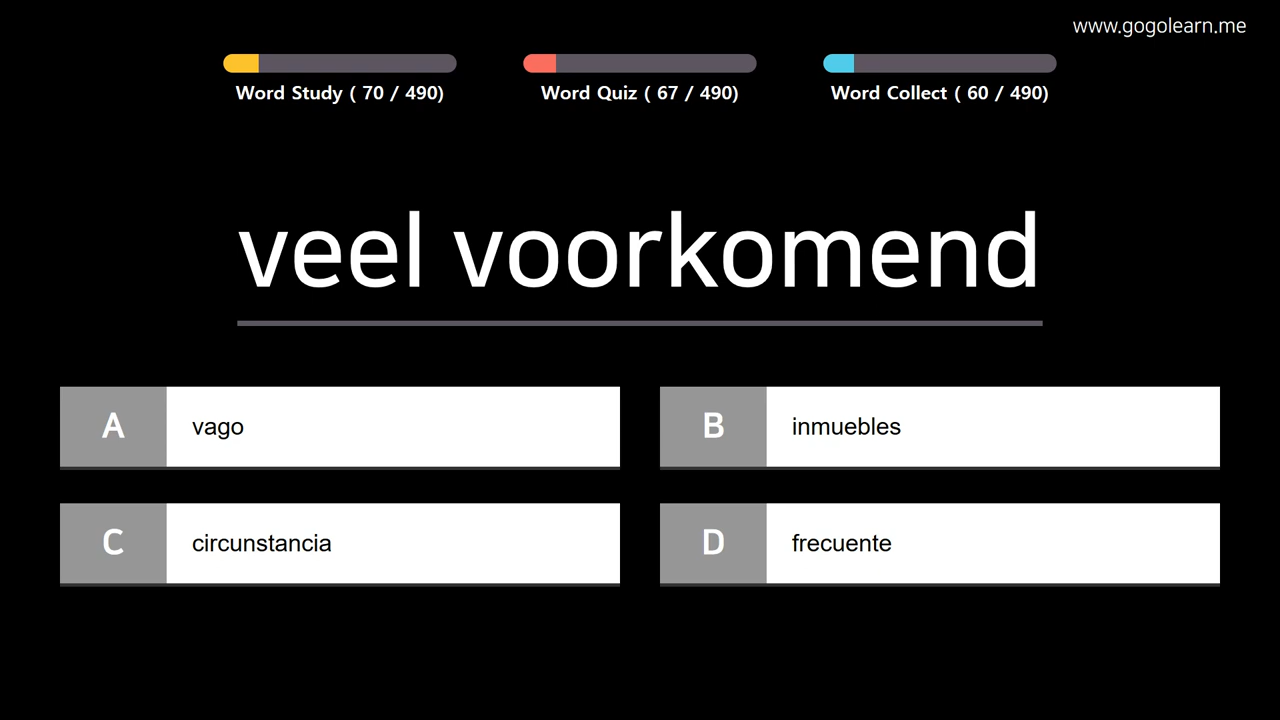 www.gogolearn.me
Word Study ( 70 / 490)
Word Quiz ( 67 / 490)
Word Collect ( 60 / 490)
veel voorkomend
A vago
B inmuebles
C circunstancia
D frecuente